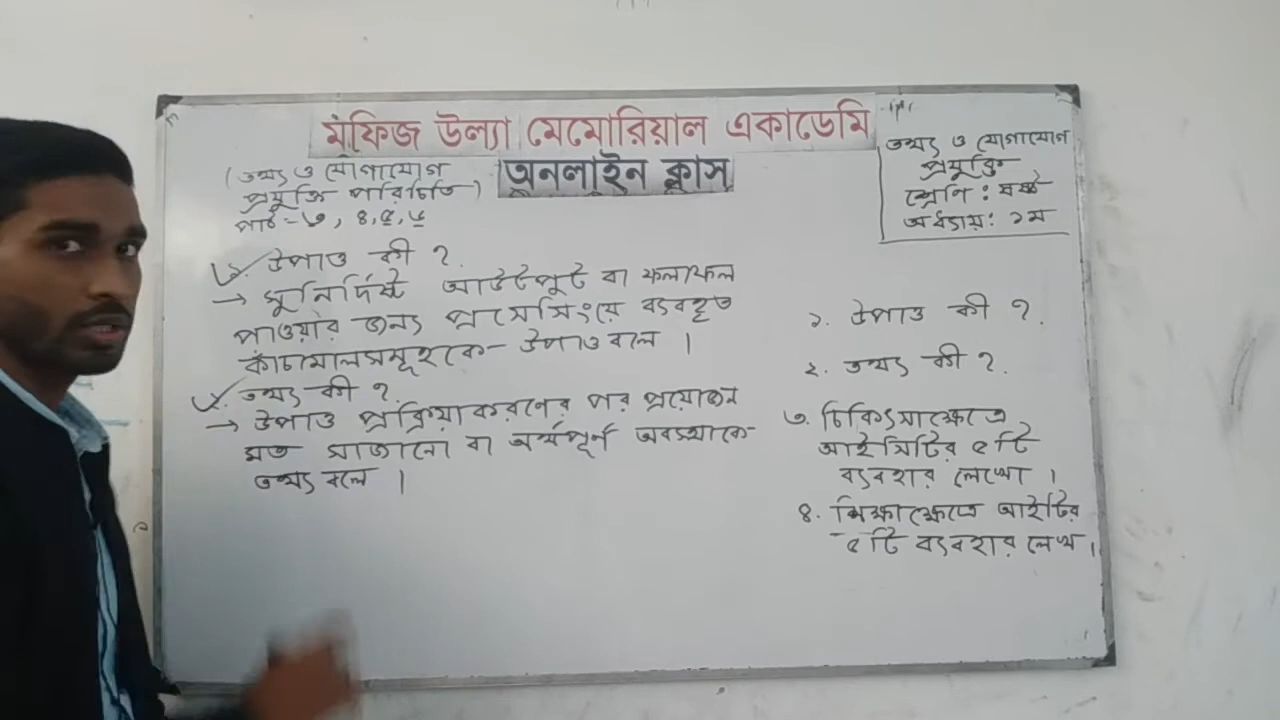 মফিজ উল্যা মেমোরিয়াল একাডেমি
অনলাইন ক্লাস
(তথ্য ও যোগাযোগ
প্রযুক্তি পরিচিতি)
পাঠ - ৩, ৪, ৫, ৬
তথ্য ও যোগাযোগ
প্রযুক্তি
শ্রেণি : ষষ্ঠ
অধ্যায়: ১ম
১. উপাত্ত কী ?
→ সুনির্দিষ্ট আউটপুট বা ফলাফল
পাওয়ার জন্য প্রসেসিংয়ে ব্যবহৃত
কাঁচামালসমূহকে উপাত্ত বলে ।
২. তথ্য কী ?
→ উপাত্ত প্রক্রিয়াকরণের পর প্রয়োজন
মত সাজানো বা অর্থপূর্ন অবস্থাকে
তথ্য বলে ।
১. উপাত্ত কী ?
২. তথ্য কী ?
৩. চিকিৎসাক্ষেত্রে
আইসিটির ৫টি
ব্যবহার লেখো ।
৪. শিক্ষাক্ষেত্রে আইটির
৫টি ব্যবহার লেখ ।